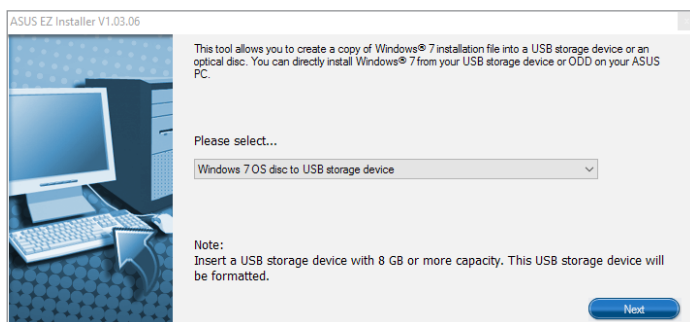 ASUS EZ Installer V1.03.06
This tool allows you to create a copy of Windows® 7 installation file into a USB storage device or an
optical disc. You can directly install Windows® 7 from your USB storage device or ODD on your ASUS
PC.
Please select...
Windows 7 OS disc to USB storage device
Note:
Insert a USB storage device with 8 GB or more capacity. This USB storage device will
be formatted.
Next